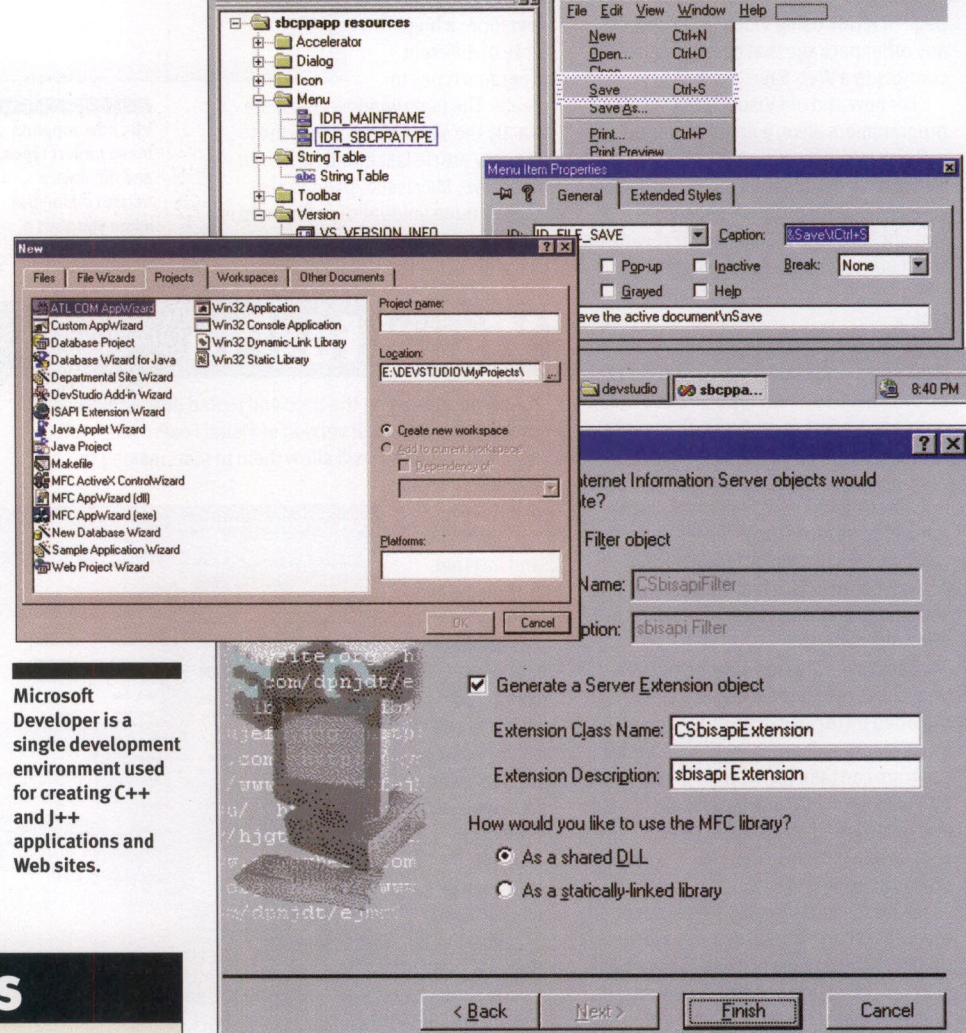 sbcppapp resources
Accelerator
Dialog
Icon
Menu
IDR_MAINFRAME
IDR_SBCPPATYPE
String Table
abc String Table
Toolbar
Version
VS_VERSION_INFO
File Edit View Window Help
New Ctrl+N
Open... Ctrl+O
Close
Save Ctrl+S
Save As...
Print... Ctrl+P
Print Preview
Menu Item Properties
General Extended Styles
ID: ID_FILE_SAVE Caption: &Save\tCtrl+S
Pop-up Inactive Break: None
Grayed Help
ave the active document\nSave
devstudio sbcppa... 8:40 PM
New
Files File Wizards Projects Workspaces Other Documents
ATL COM AppWizard
Custom AppWizard
Database Project
Database Wizard for Java
Departmental Site Wizard
DevStudio Add-in Wizard
ISAPI Extension Wizard
Java Applet Wizard
Java Project
Makefile
MFC ActiveX ControlWizard
MFC AppWizard (dll)
MFC AppWizard (exe)
New Database Wizard
Sample Application Wizard
Web Project Wizard
Win32 Application
Win32 Console Application
Win32 Dynamic-Link Library
Win32 Static Library
Project name:
Location:
E:\DEVSTUDIO\MyProjects\ ...
Create new workspace
Add to current workspace
Dependency of:
Platforms:
OK Cancel
ternet Information Server objects would
te?
Filter object
Name: CSbisapiFilter
ption: sbisapi Filter
Generate a Server Extension object
Extension Class Name: CSbisapiExtension
Extension Description: sbisapi Extension
How would you like to use the MFC library?
As a shared DLL
As a statically-linked library
< Back Next > Finish Cancel
Microsoft
Developer is a
single development
environment used
for creating C++
and J++
applications and
Web sites.
S